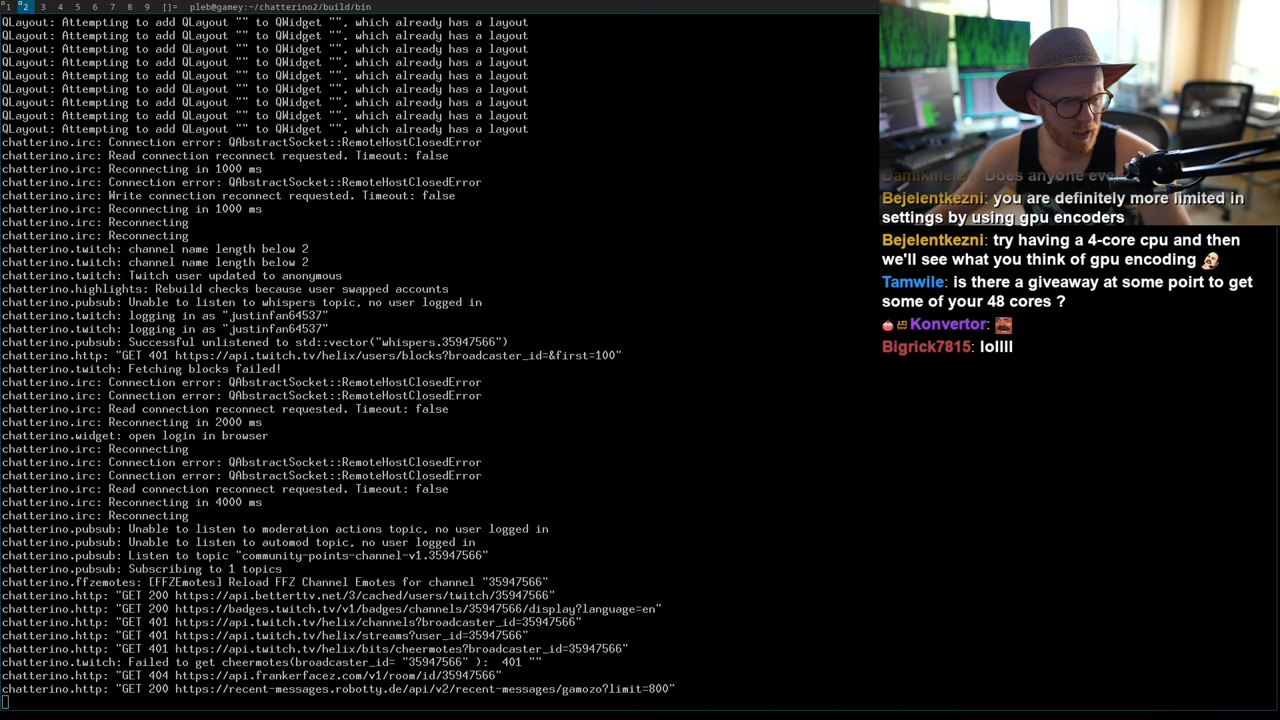 1 2 3 4 5 6 7 8 9 []= pleb@gamey:~/chatterino2/build/bin
QLayout: Attempting to add QLayout "" to QWidget "", which already has a layout
QLayout: Attempting to add QLayout "" to QWidget "", which already has a layout
QLayout: Attempting to add QLayout "" to QWidget "", which already has a layout
QLayout: Attempting to add QLayout "" to QWidget "", which already has a layout
QLayout: Attempting to add QLayout "" to QWidget "", which already has a layout
QLayout: Attempting to add QLayout "" to QWidget "", which already has a layout
QLayout: Attempting to add QLayout "" to QWidget "", which already has a layout
QLayout: Attempting to add QLayout "" to QWidget "", which already has a layout
QLayout: Attempting to add QLayout "" to QWidget "", which already has a layout
chatterino.irc: Connection error: QAbstractSocket::RemoteHostClosedError
chatterino.irc: Read connection reconnect requested. Timeout: false
chatterino.irc: Reconnecting in 1000 ms
chatterino.irc: Connection error: QAbstractSocket::RemoteHostClosedError
chatterino.irc: Write connection reconnect requested. Timeout: false
chatterino.irc: Reconnecting in 1000 ms
chatterino.irc: Reconnecting
chatterino.irc: Reconnecting
chatterino.twitch: channel name length below 2
chatterino.twitch: channel name length below 2
chatterino.twitch: Twitch user updated to anonymous
chatterino.highlights: Rebuild checks because user swapped accounts
chatterino.pubsub: Unable to listen to whispers topic, no user logged in
chatterino.twitch: logging in as "justinfan64537"
chatterino.twitch: logging in as "justinfan64537"
chatterino.pubsub: Successful unlistened to std::vector("whispers.35947566")
chatterino.http: "GET 401 https://api.twitch.tv/helix/users/blocks?broadcaster_id=&first=100"
chatterino.twitch: Fetching blocks failed!
chatterino.irc: Connection error: QAbstractSocket::RemoteHostClosedError
chatterino.irc: Connection error: QAbstractSocket::RemoteHostClosedError
chatterino.irc: Read connection reconnect requested. Timeout: false
chatterino.irc: Reconnecting in 2000 ms
chatterino.widget: open login in browser
chatterino.irc: Reconnecting
chatterino.irc: Connection error: QAbstractSocket::RemoteHostClosedError
chatterino.irc: Connection error: QAbstractSocket::RemoteHostClosedError
chatterino.irc: Read connection reconnect requested. Timeout: false
chatterino.irc: Reconnecting in 4000 ms
chatterino.irc: Reconnecting
chatterino.pubsub: Unable to listen to moderation actions topic, no user logged in
chatterino.pubsub: Unable to listen to automod topic, no user logged in
chatterino.pubsub: Listen to topic "community-points-channel-v1.35947566"
chatterino.pubsub: Subscribing to 1 topics
chatterino.ffzemotes: [FFZEmotes] Reload FFZ Channel Emotes for channel "35947566"
chatterino.http: "GET 200 https://api.betterttv.net/3/cached/users/twitch/35947566"
chatterino.http: "GET 200 https://badges.twitch.tv/v1/badges/channels/35947566/display?language=en"
chatterino.http: "GET 401 https://api.twitch.tv/helix/channels?broadcaster_id=35947566"
chatterino.http: "GET 401 https://api.twitch.tv/helix/streams?user_id=35947566"
chatterino.http: "GET 401 https://api.twitch.tv/helix/bits/cheermotes?broadcaster_id=35947566"
chatterino.twitch: Failed to get cheermotes(broadcaster_id= "35947566" ):  401 ""
chatterino.http: "GET 404 https://api.frankerfacez.com/v1/room/id/35947566"
chatterino.http: "GET 200 https://recent-messages.robotty.de/api/v2/recent-messages/gamozo?limit=800"
Does anyone ever
Bejelentkezni: you are definitely more limited in
settings by using gpu encoders
Bejelentkezni: try having a 4-core cpu and then
we'll see what you think of gpu encoding
Tamwile: is there a giveaway at some poirt to get
some of your 48 cores ?
Konvertor:
Bigrick7815: lollll